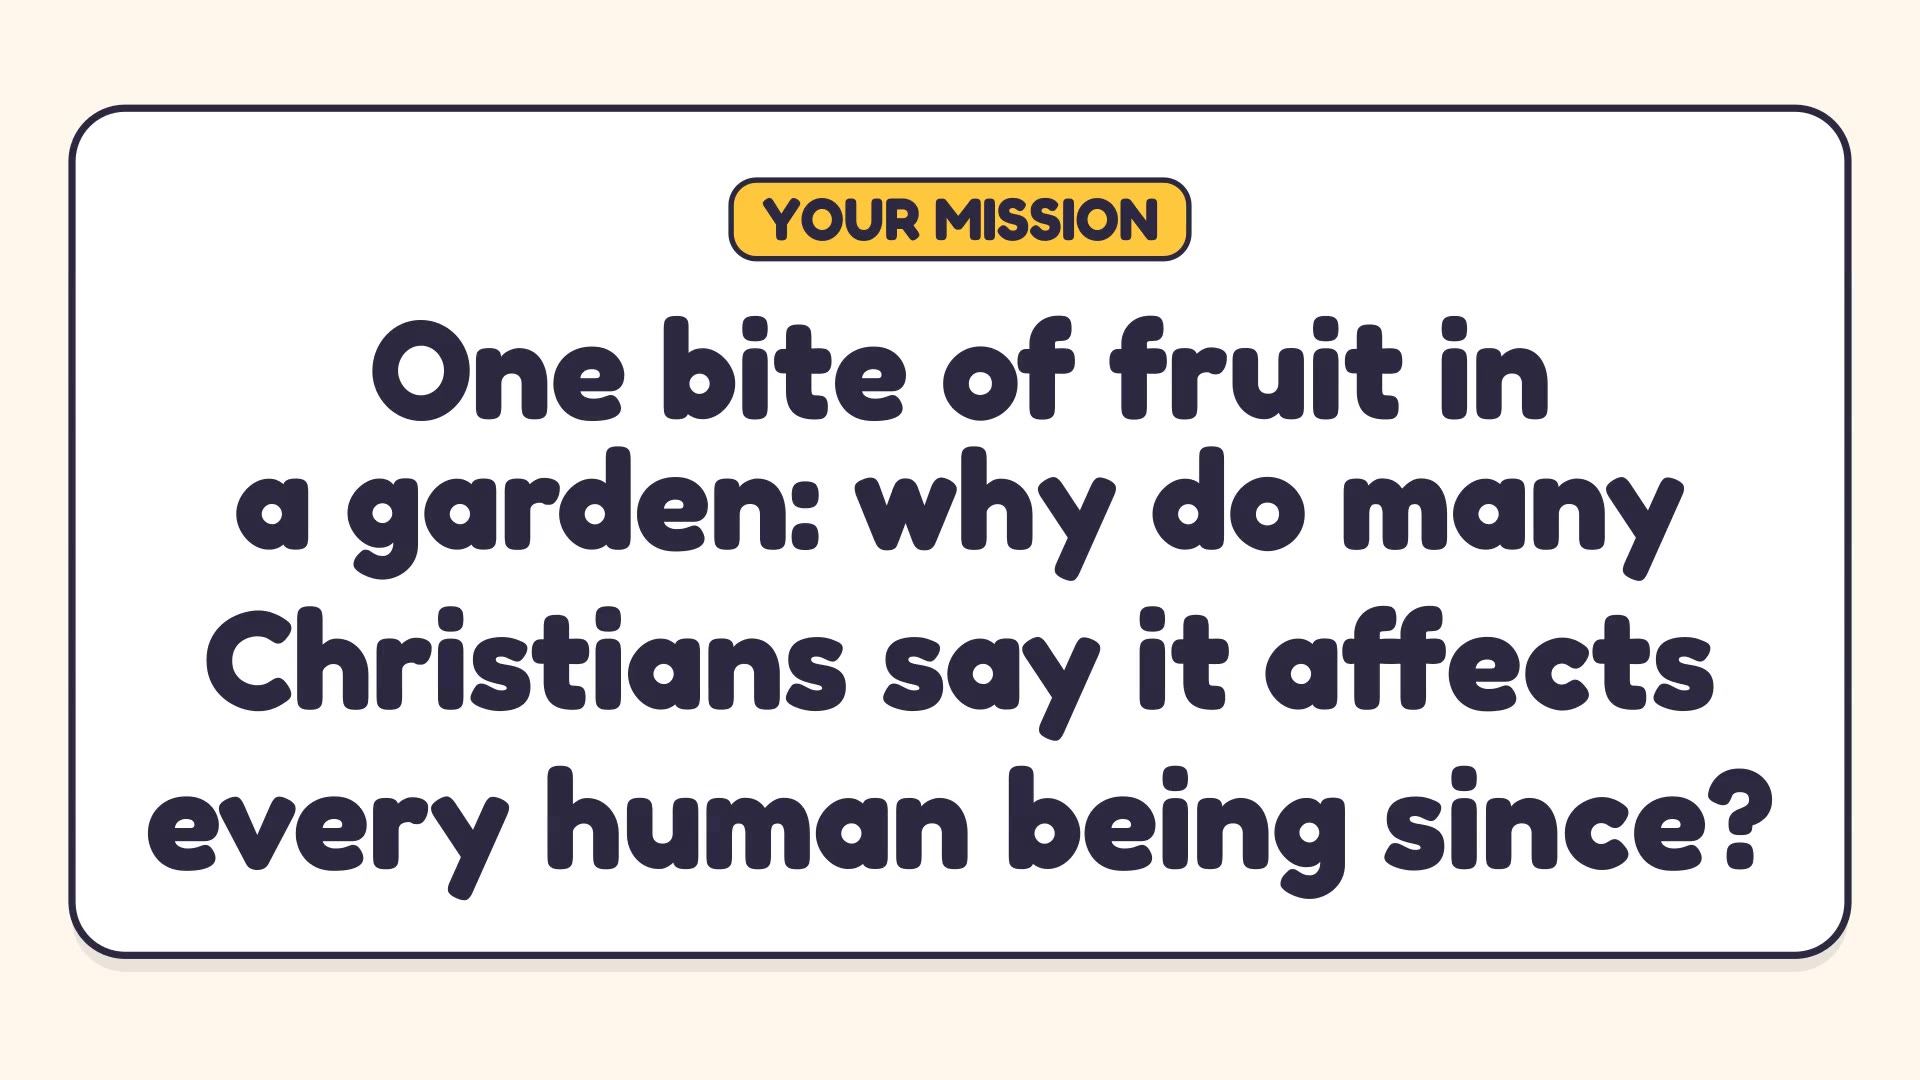 YOUR MISSION
One bite of fruit in
a garden: why do many
Christians say it affects
every human being since?